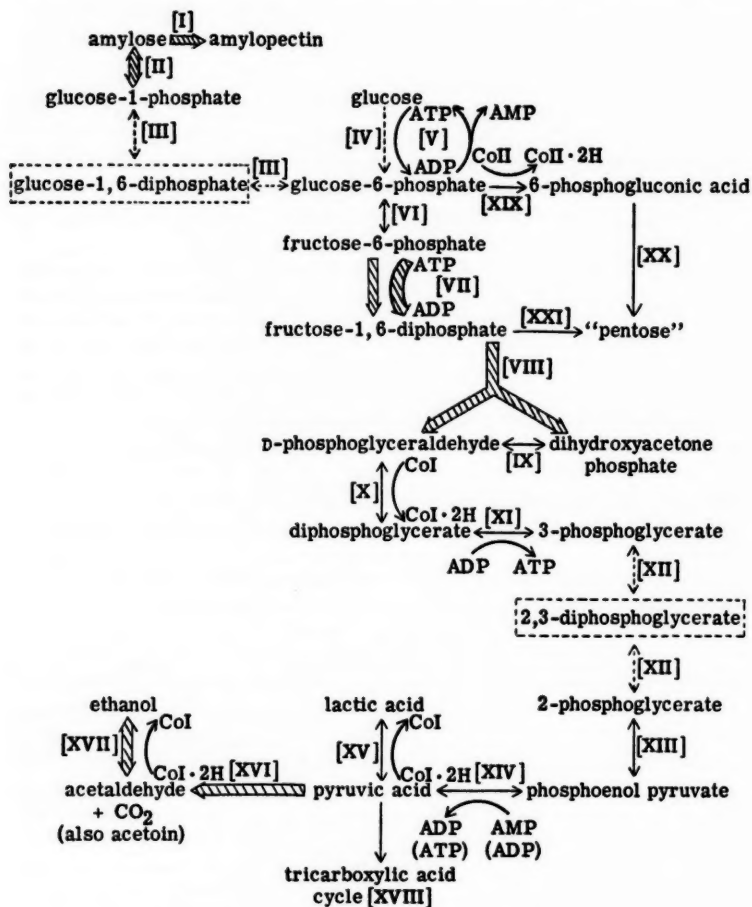 [I]
amylose amylopectin
[II]
glucose-1-phosphate
glucose
ATP AMP
[III] [IV] [V]
ADP CoII CoII·2H
glucose-1,6-diphosphate [III] glucose-6-phosphate 6-phosphogluconic acid
[XIX]
[VI]
fructose-6-phosphate
ATP [XX]
[VII]
ADP
fructose-1,6-diphosphate [XXI] "pentose"
[VIII]
D-phosphoglyceraldehyde dihydroxyacetone
[IX] phosphate
CoI
[X]
CoI·2H [XI]
diphosphoglycerate 3-phosphoglycerate
ADP ATP
[XII]
2,3-diphosphoglycerate
[XII]
ethanol lactic acid 2-phosphoglycerate
CoI CoI
[XVII] [XV] [XIII]
CoI·2H [XVI] CoI·2H [XIV]
acetaldehyde pyruvic acid phosphoenol pyruvate
+ CO2
(also acetoin)
ADP AMP
(ATP) (ADP)
tricarboxylic acid
cycle [XVIII]